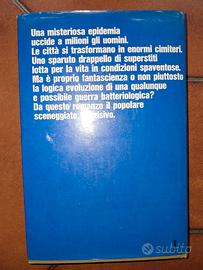 Una misteriosa epidemia
uccide a milioni gli uomini.
Le città si trasformano in enormi cimiteri.
Uno sparuto drappello di superstiti
lotta per la vita in condizioni spaventose.
Ma è proprio fantascienza o non piuttosto
la logica evoluzione di una qualunque
e possibile guerra batteriologica?
Da questo romanzo il popolare
sceneggiato
subito